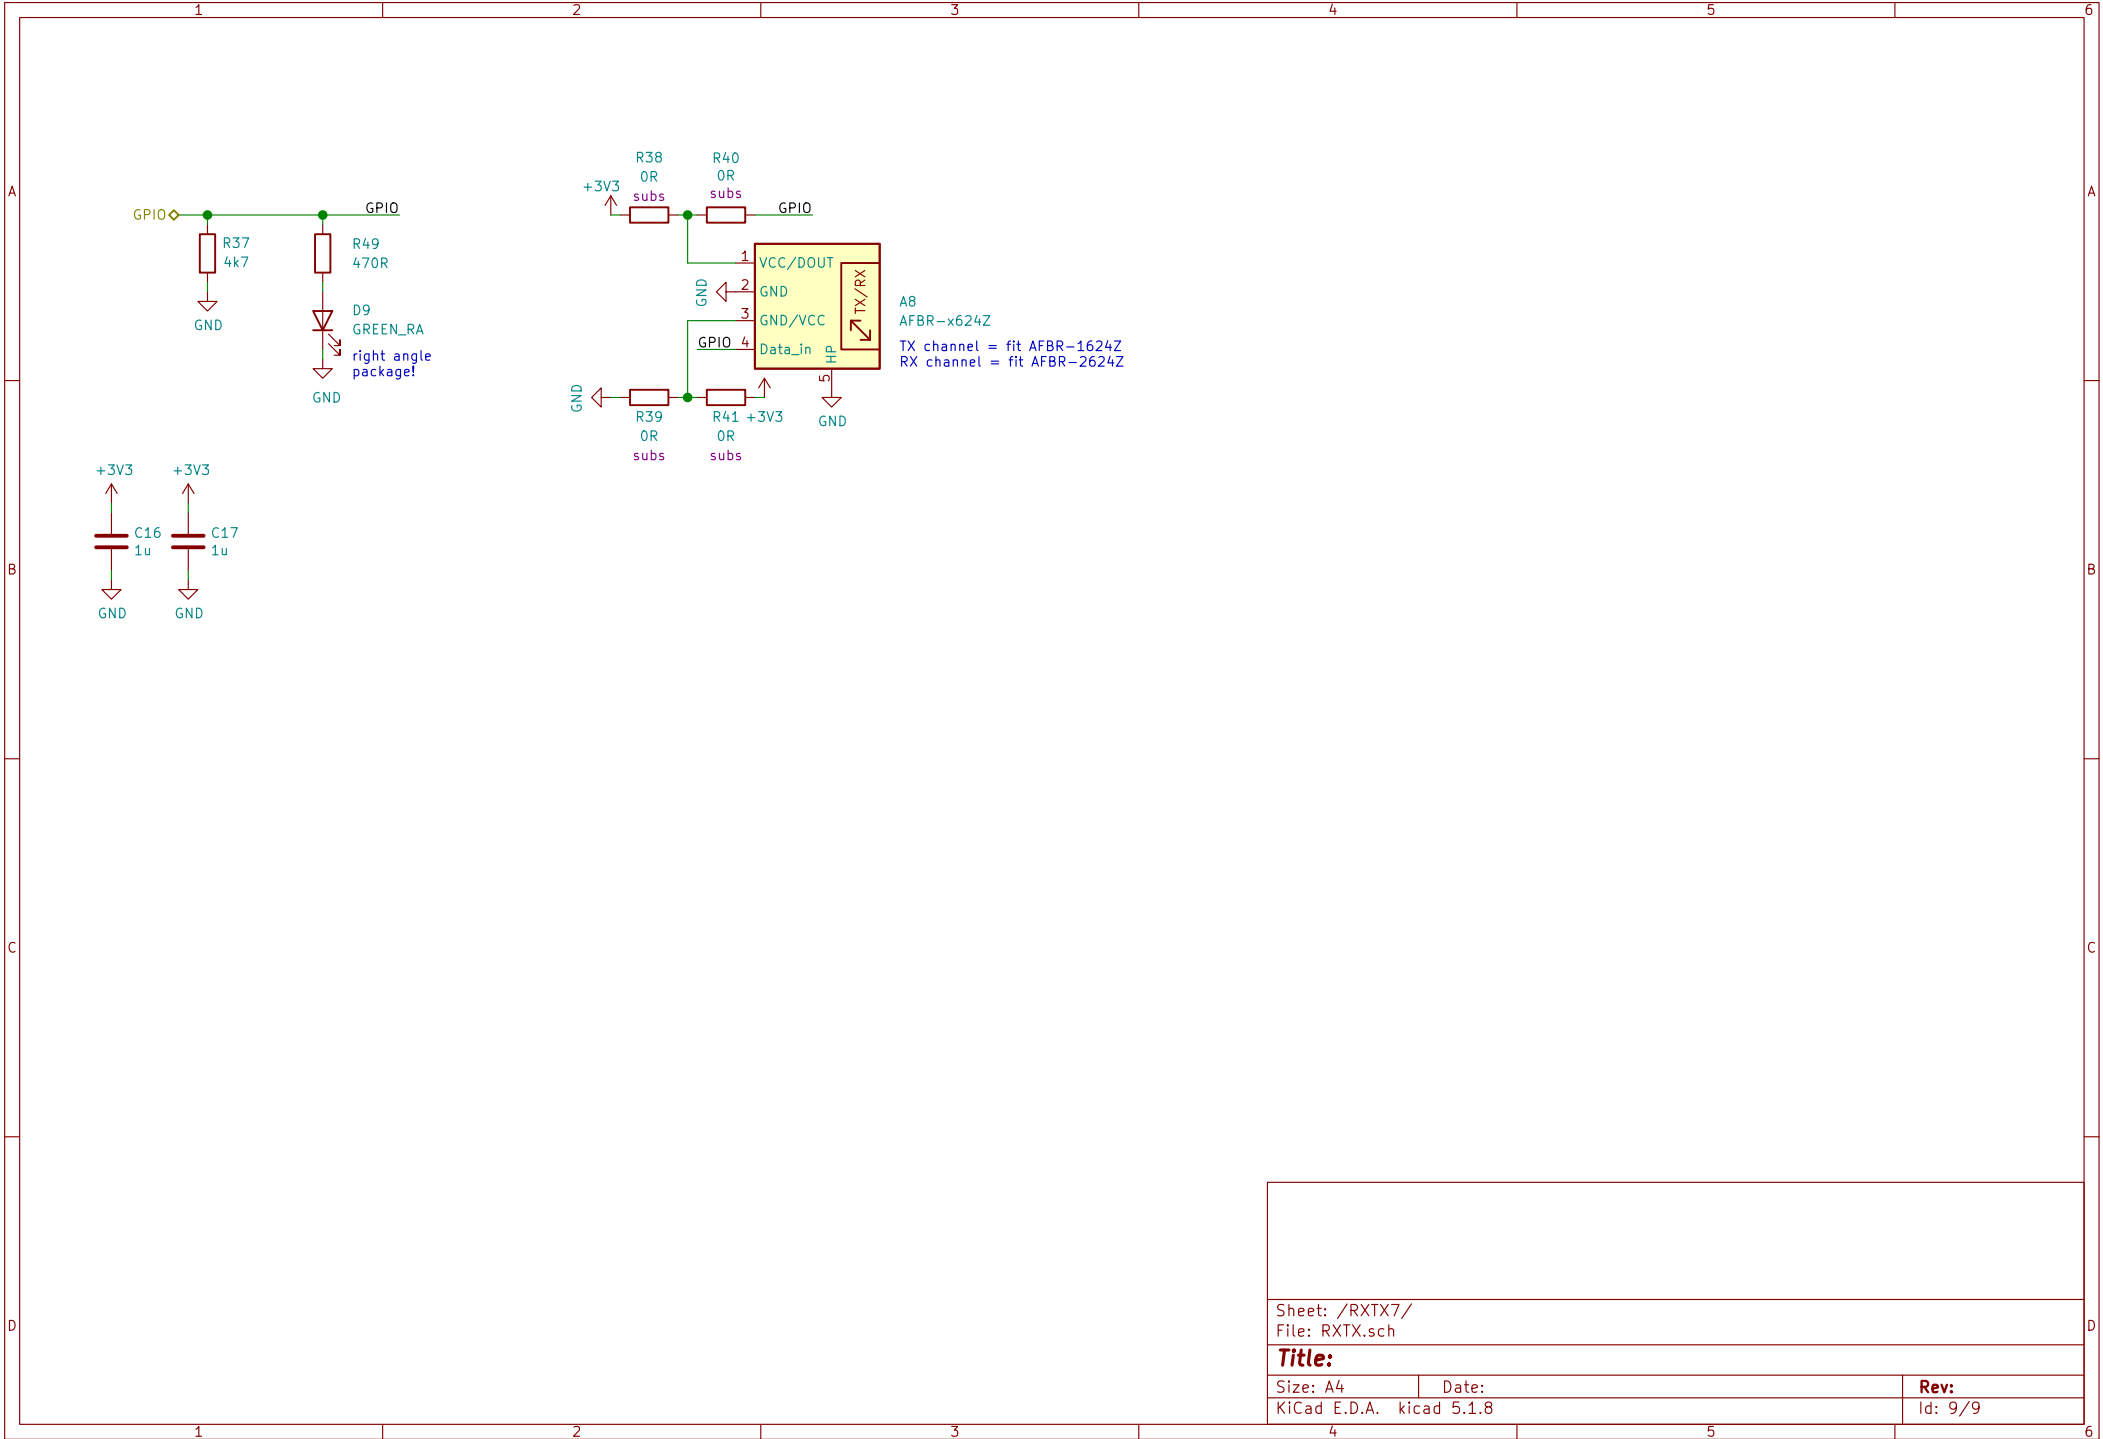 1 2 3 4 5 6
A A
B B
C C
D D
GPIO
GPIO
R37
4k7
GND
R49
470R
D9
GREEN_RA
right angle
package!
GND
+3V3
R38
0R
subs
R40
0R
subs
GPIO
1 VCC/DOUT
GND 2 GND
3 GND/VCC
GPIO 4 Data_in
TX/RX
HP
5
GND
A8
AFBR-x624Z
TX channel = fit AFBR-1624Z
RX channel = fit AFBR-2624Z
GND
R39
0R
subs
R41 +3V3
0R
subs
+3V3
C16
1u
GND
+3V3
C17
1u
GND
Sheet: /RXTX7/
File: RXTX.sch
Title:
Size: A4 Date: Rev:
KiCad E.D.A. kicad 5.1.8 Id: 9/9
1 2 3 4 5 6